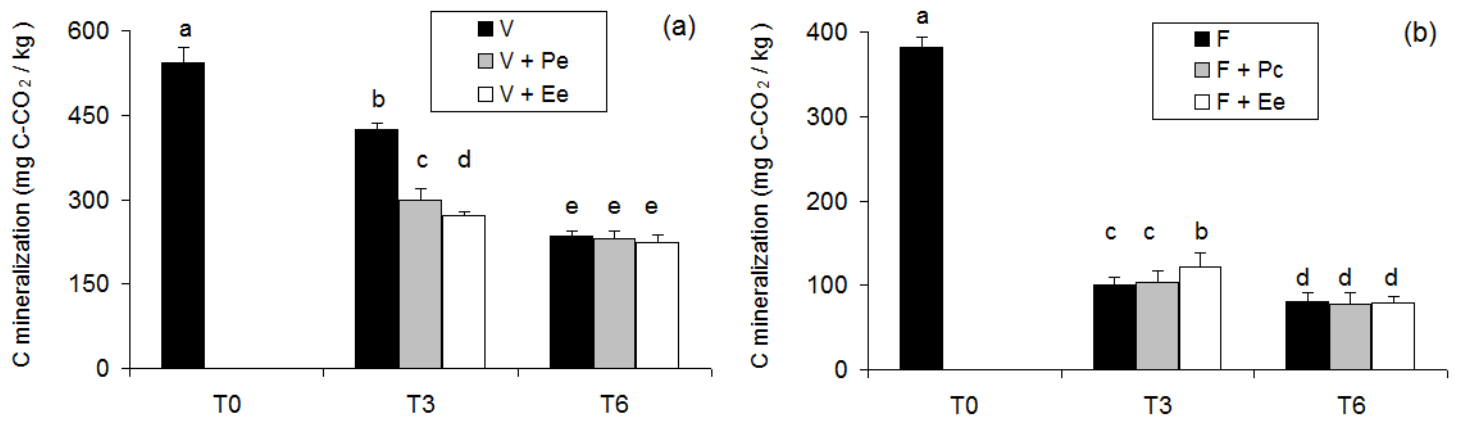 C mineralization (mg C-CO2 / kg)
600
450
300
150
0
(a)
V
V + Pe
V + Ee
a
b
c d
e e e
T0 T3 T6
C mineralization (mg C-CO2 / kg)
400
300
200
100
0
(b)
F
F + Pc
F + Ee
a
c c b
d d d
T0 T3 T6